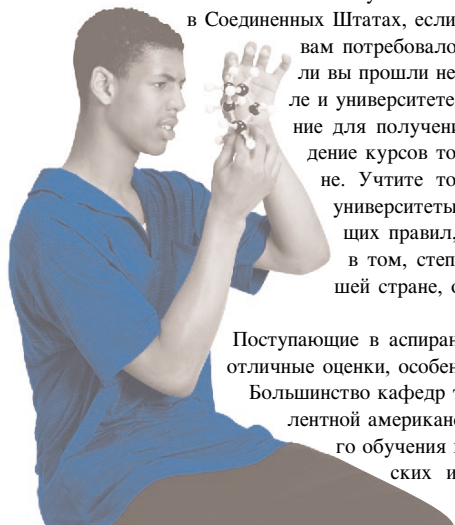 в Соединенных Штатах, если
вам потребовало
ли вы прошли не
ле и университете
ние для получени
дение курсов то
не. Учтите то
университеты
щих правил,
в том, степ
шей стране, о
Поступающие в аспиран
отличные оценки, особен
Большинство кафедр т
лентной американс
го обучения в
ских и